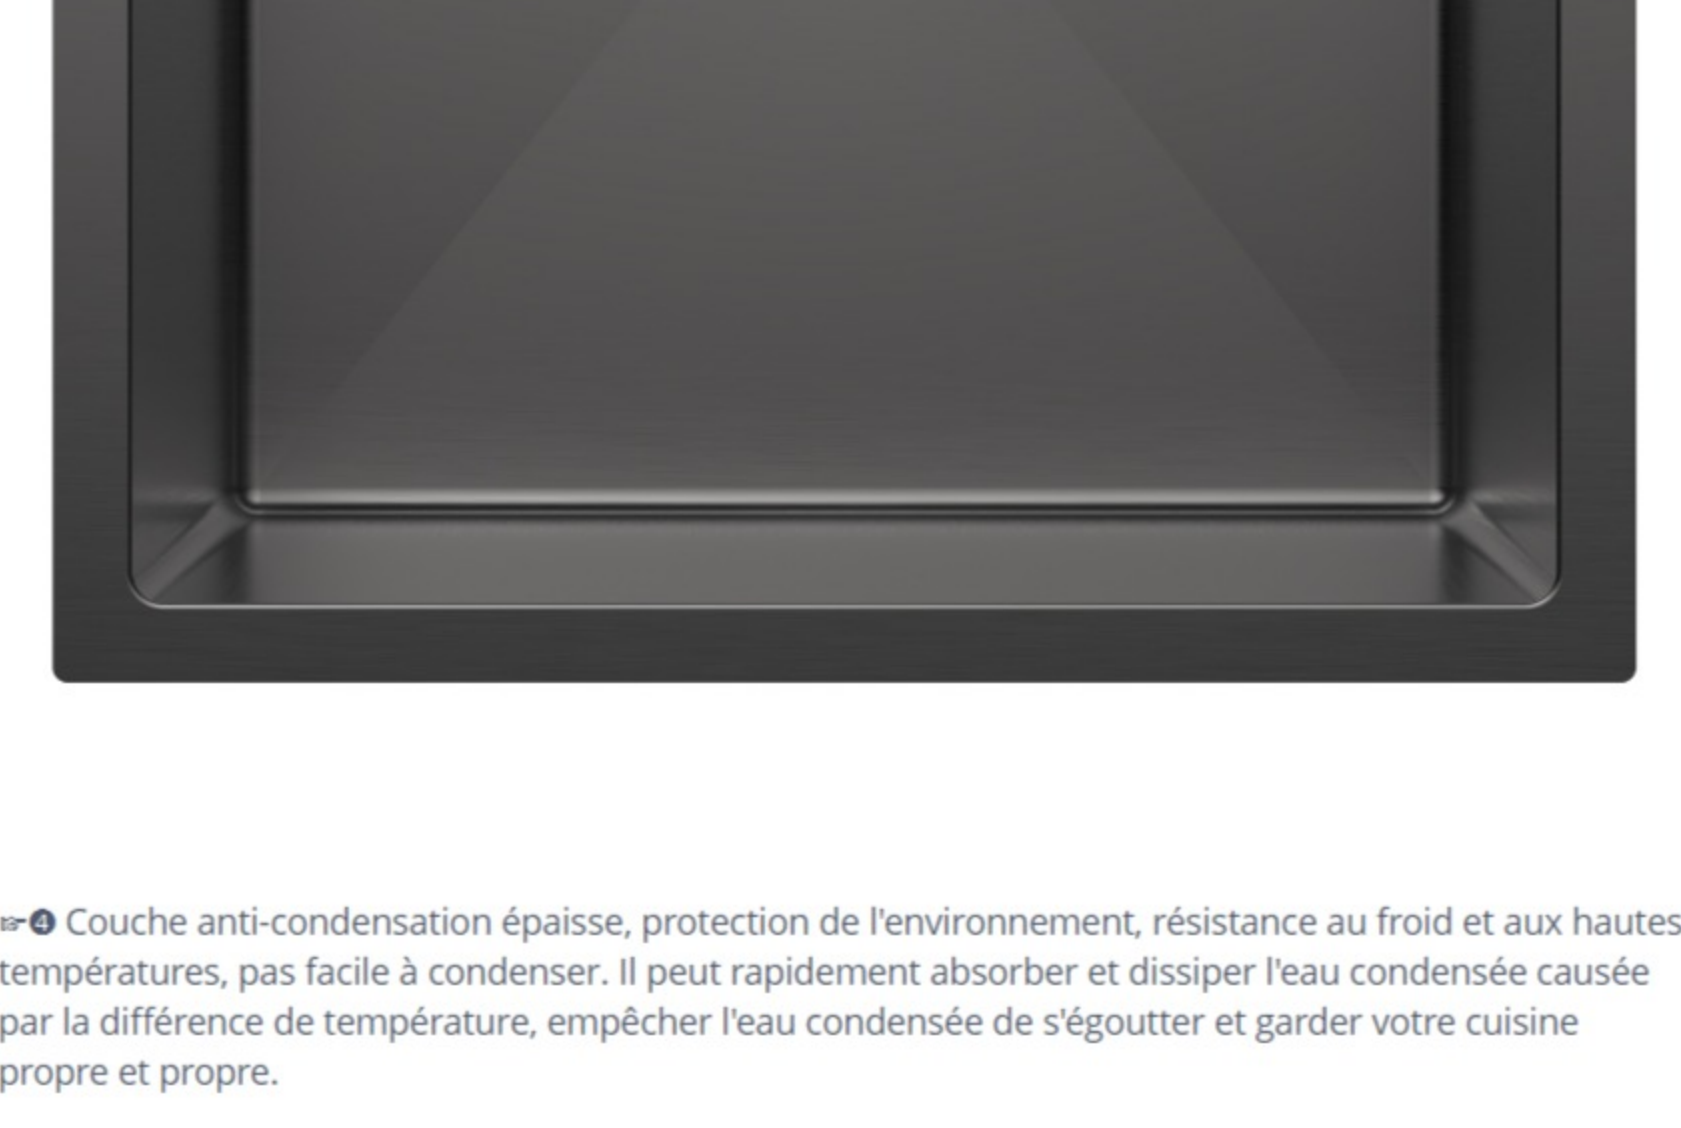 ☞❹ Couche anti-condensation épaisse, protection de l'environnement, résistance au froid et aux hautes
températures, pas facile à condenser. Il peut rapidement absorber et dissiper l'eau condensée causée
par la différence de température, empêcher l'eau condensée de s'égoutter et garder votre cuisine
propre et propre.